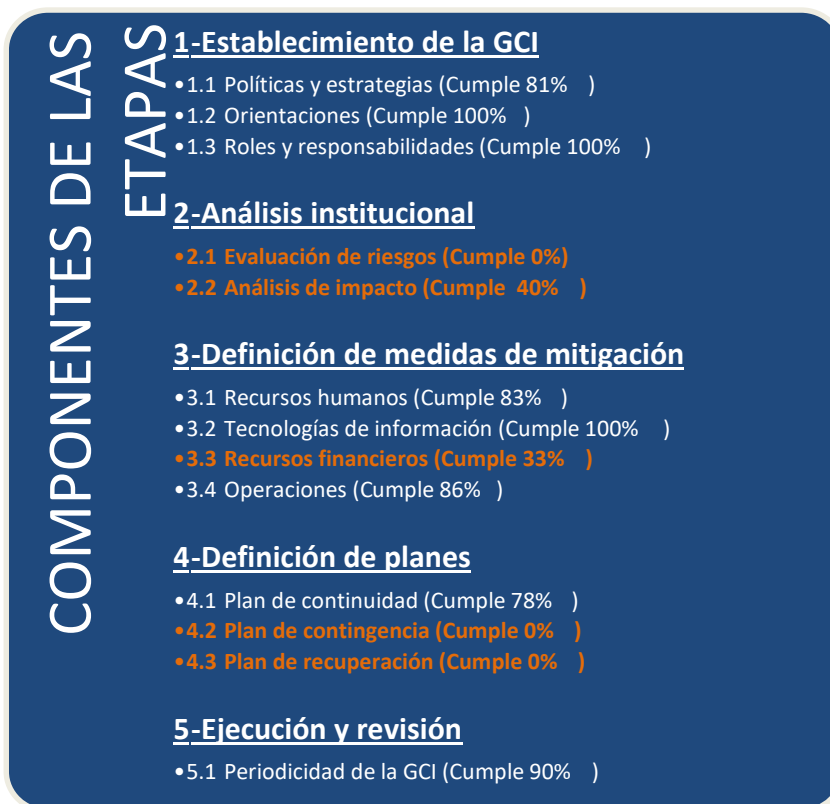 COMPONENTES DE LAS
ETAPAS
1-Establecimiento de la GCI
•1.1 Políticas y estrategias (Cumple 81%   )
•1.2 Orientaciones (Cumple 100%   )
•1.3 Roles y responsabilidades (Cumple 100%   )
2-Análisis institucional
•2.1 Evaluación de riesgos (Cumple 0%)
•2.2 Análisis de impacto (Cumple  40%   )
3-Definición de medidas de mitigación
•3.1 Recursos humanos (Cumple 83%   )
•3.2 Tecnologías de información (Cumple 100%   )
•3.3 Recursos financieros (Cumple 33%   )
•3.4 Operaciones (Cumple 86%   )
4-Definición de planes
•4.1 Plan de continuidad (Cumple 78%   )
•4.2 Plan de contingencia (Cumple 0%   )
•4.3 Plan de recuperación (Cumple 0%   )
5-Ejecución y revisión
•5.1 Periodicidad de la GCI (Cumple 90%   )